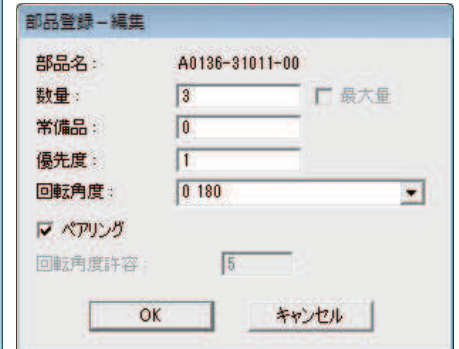 部品登録－編集
部品名： A0136-31011-00
数量： 3 最大量
常備品： 0
優先度： 1
回転角度： 0 180
ペアリング
回転角度許容 5
OK キャンセル